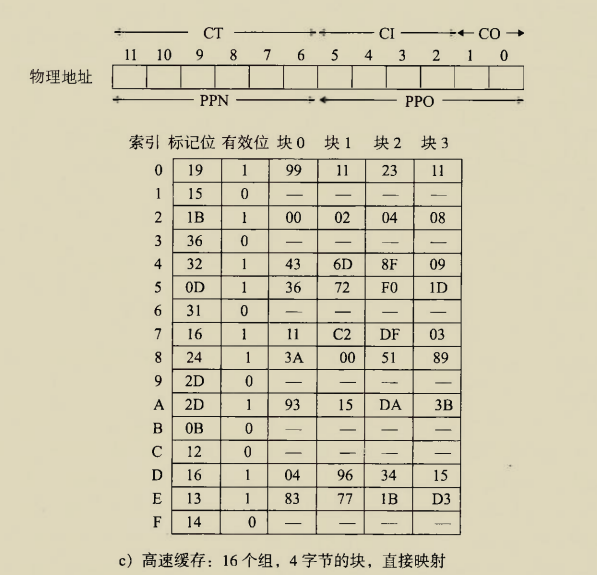 CT CI CO
11 10 9 8 7 6 5 4 3 2 1 0
物理地址
PPN PPO
索引 标记位 有效位 块 0 块 1 块 2 块 3
0 19 1 99 11 23 11
1 15 0 — — — —
2 1B 1 00 02 04 08
3 36 0 — — — —
4 32 1 43 6D 8F 09
5 0D 1 36 72 F0 1D
6 31 0 — — — —
7 16 1 11 C2 DF 03
8 24 1 3A 00 51 89
9 2D 0 — — — —
A 2D 1 93 15 DA 3B
B 0B 0 — — — —
C 12 0 — — — —
D 16 1 04 96 34 15
E 13 1 83 77 1B D3
F 14 0 — — — —
c）高速缓存：16 个组，4 字节的块，直接映射